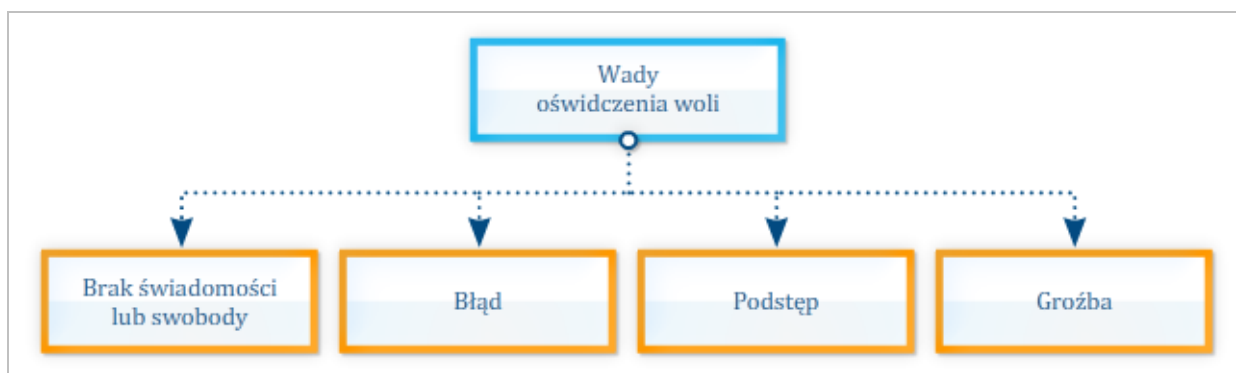 Wady
oświdczenia woli
Brak świadomości
lub swobody
Błąd
Podstęp
Groźba